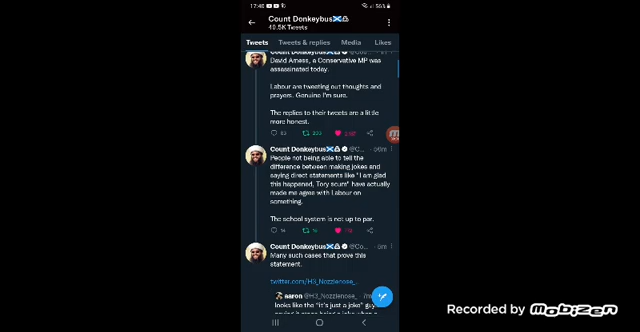 17:48
56%
Count Donkeybus
40.5K Tweets
Tweets Tweets & replies Media Likes
David Amess, a Conservative MP was
assassinated today.
Labour are tweeting out thoughts and
prayers. Genuine I'm sure.
The replies to their tweets are a little
more honest.
Count Donkeybus @C...
People not being able to tell the
difference between making jokes and
saying direct statements like "I am glad
this happened, Tory scum" have actually
made me agree with Labour on
something.
The school system is not up to par.
Count Donkeybus @Co...
Many such cases that prove this
statement.
twitter.com/H3_Nozzlenose_...
aaron @H3_Nozzlenose_
looks like the "it's just a joke" guy
Recorded by mobizen